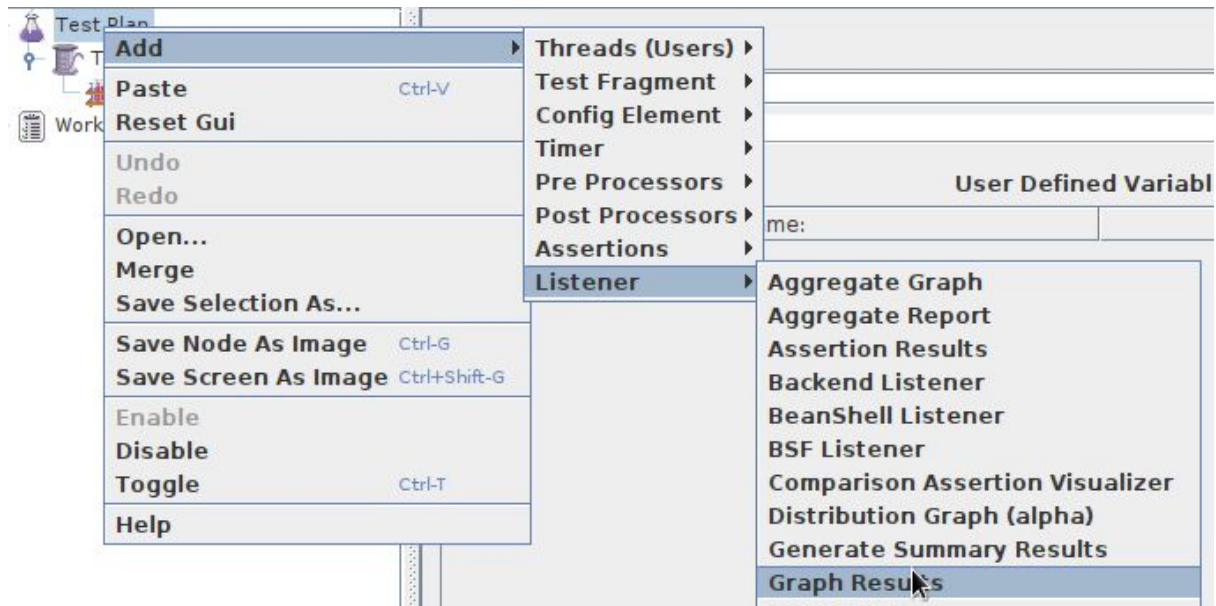 Test Plan
T
Work
Add
Paste Ctrl-V
Reset Gui
Undo
Redo
Open...
Merge
Save Selection As...
Save Node As Image Ctrl-G
Save Screen As Image Ctrl+Shift-G
Enable
Disable
Toggle Ctrl-T
Help
Threads (Users)
Test Fragment
Config Element
Timer
Pre Processors
Post Processors
Assertions
Listener
User Defined Variabl
me:
Aggregate Graph
Aggregate Report
Assertion Results
Backend Listener
BeanShell Listener
BSF Listener
Comparison Assertion Visualizer
Distribution Graph (alpha)
Generate Summary Results
Graph Results